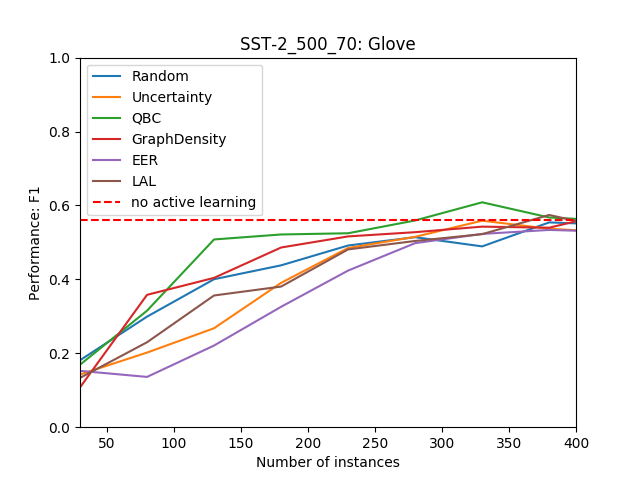 SST-2_500_70: Glove
1.0
0.8
0.6
0.4
0.2
0.0
Performance: F1
Random
Uncertainty
QBC
GraphDensity
EER
LAL
no active learning
50 100 150 200 250 300 350 400
Number of instances